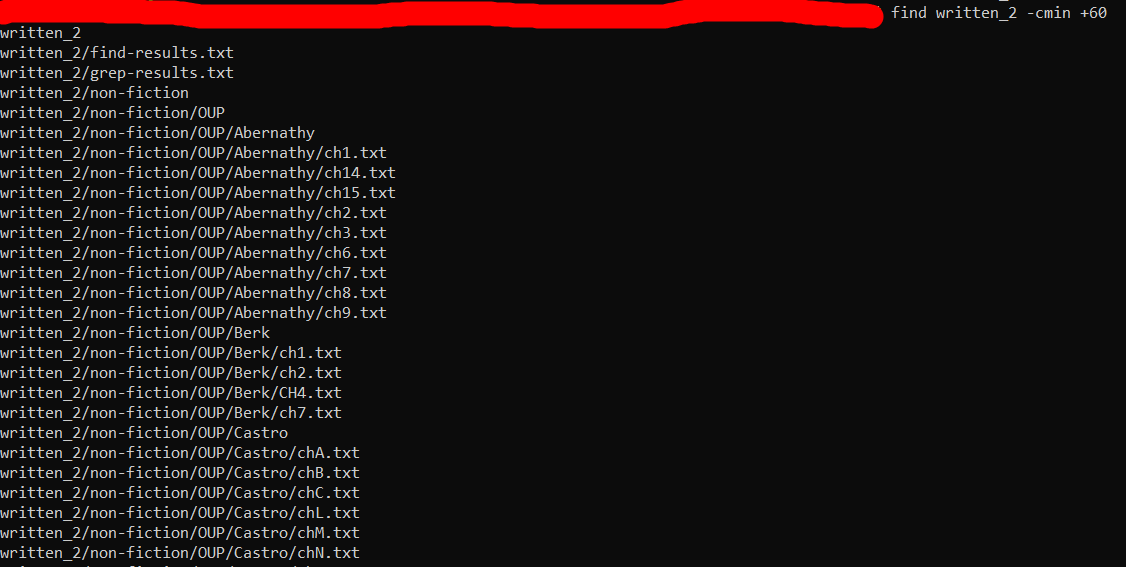 find written_2 -cmin +60
written_2
written_2/find-results.txt
written_2/grep-results.txt
written_2/non-fiction
written_2/non-fiction/OUP
written_2/non-fiction/OUP/Abernathy
written_2/non-fiction/OUP/Abernathy/ch1.txt
written_2/non-fiction/OUP/Abernathy/ch14.txt
written_2/non-fiction/OUP/Abernathy/ch15.txt
written_2/non-fiction/OUP/Abernathy/ch2.txt
written_2/non-fiction/OUP/Abernathy/ch3.txt
written_2/non-fiction/OUP/Abernathy/ch6.txt
written_2/non-fiction/OUP/Abernathy/ch7.txt
written_2/non-fiction/OUP/Abernathy/ch8.txt
written_2/non-fiction/OUP/Abernathy/ch9.txt
written_2/non-fiction/OUP/Berk
written_2/non-fiction/OUP/Berk/ch1.txt
written_2/non-fiction/OUP/Berk/ch2.txt
written_2/non-fiction/OUP/Berk/CH4.txt
written_2/non-fiction/OUP/Berk/ch7.txt
written_2/non-fiction/OUP/Castro
written_2/non-fiction/OUP/Castro/chA.txt
written_2/non-fiction/OUP/Castro/chB.txt
written_2/non-fiction/OUP/Castro/chC.txt
written_2/non-fiction/OUP/Castro/chL.txt
written_2/non-fiction/OUP/Castro/chM.txt
written_2/non-fiction/OUP/Castro/chN.txt